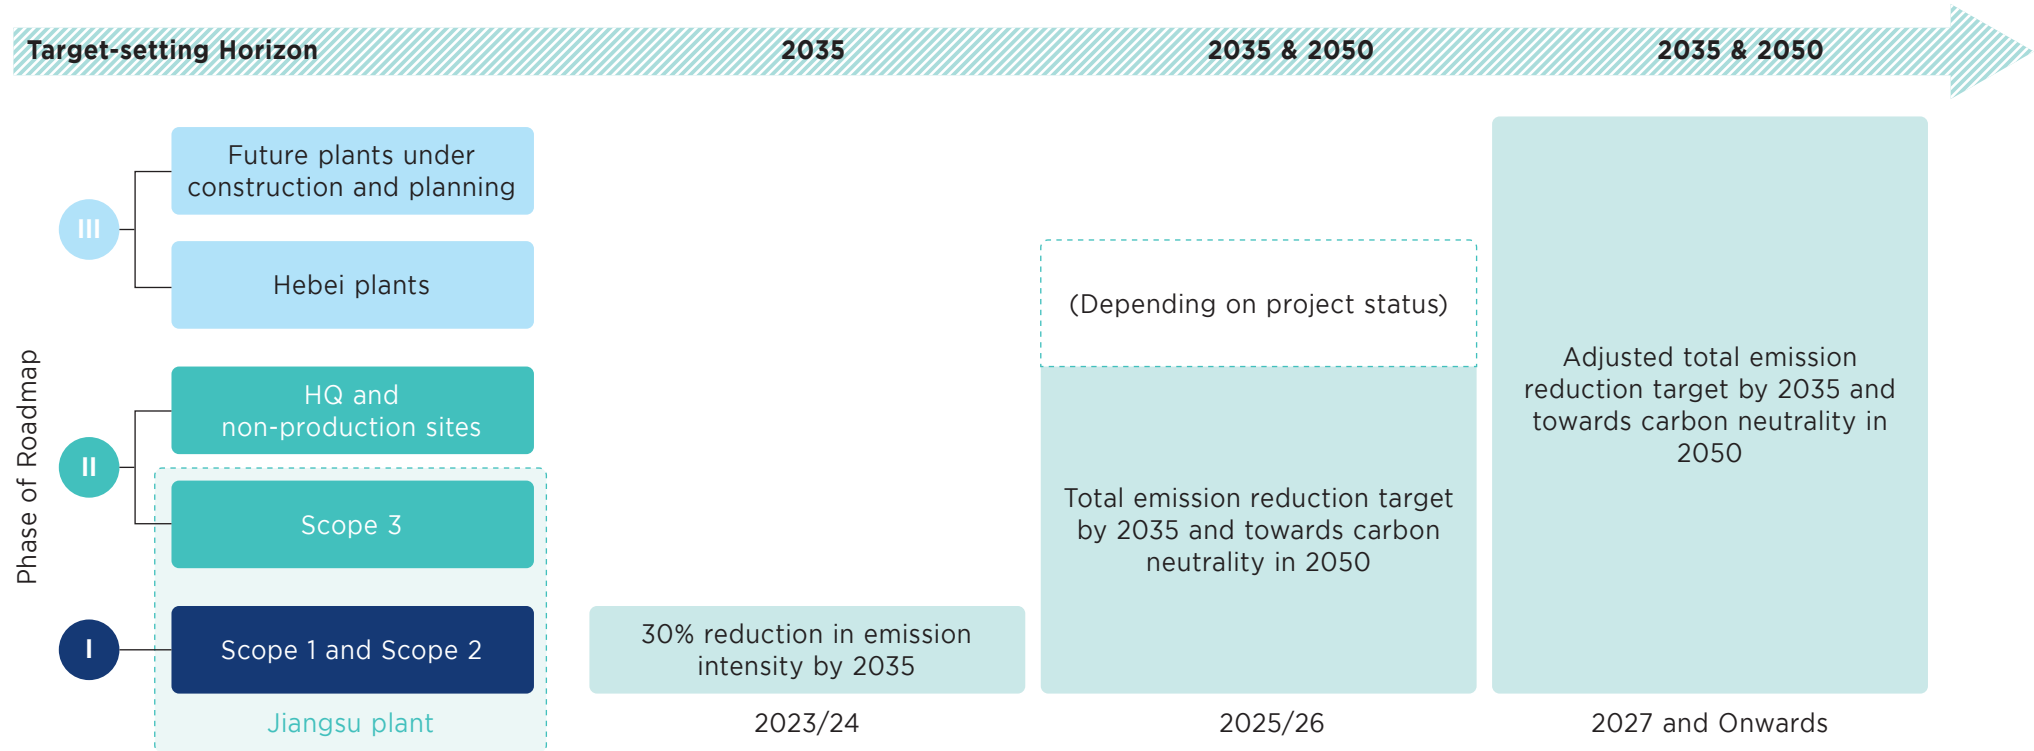 Target-setting Horizon
2035
2035 & 2050
2035 & 2050
Phase of Roadmap
III
Future plants under
construction and planning
Hebei plants
II
HQ and
non-production sites
Scope 3
I
Scope 1 and Scope 2
Jiangsu plant
30% reduction in emission
intensity by 2035
2023/24
(Depending on project status)
Total emission reduction target
by 2035 and towards carbon
neutrality in 2050
2025/26
Adjusted total emission
reduction target by 2035 and
towards carbon neutrality in
2050
2027 and Onwards